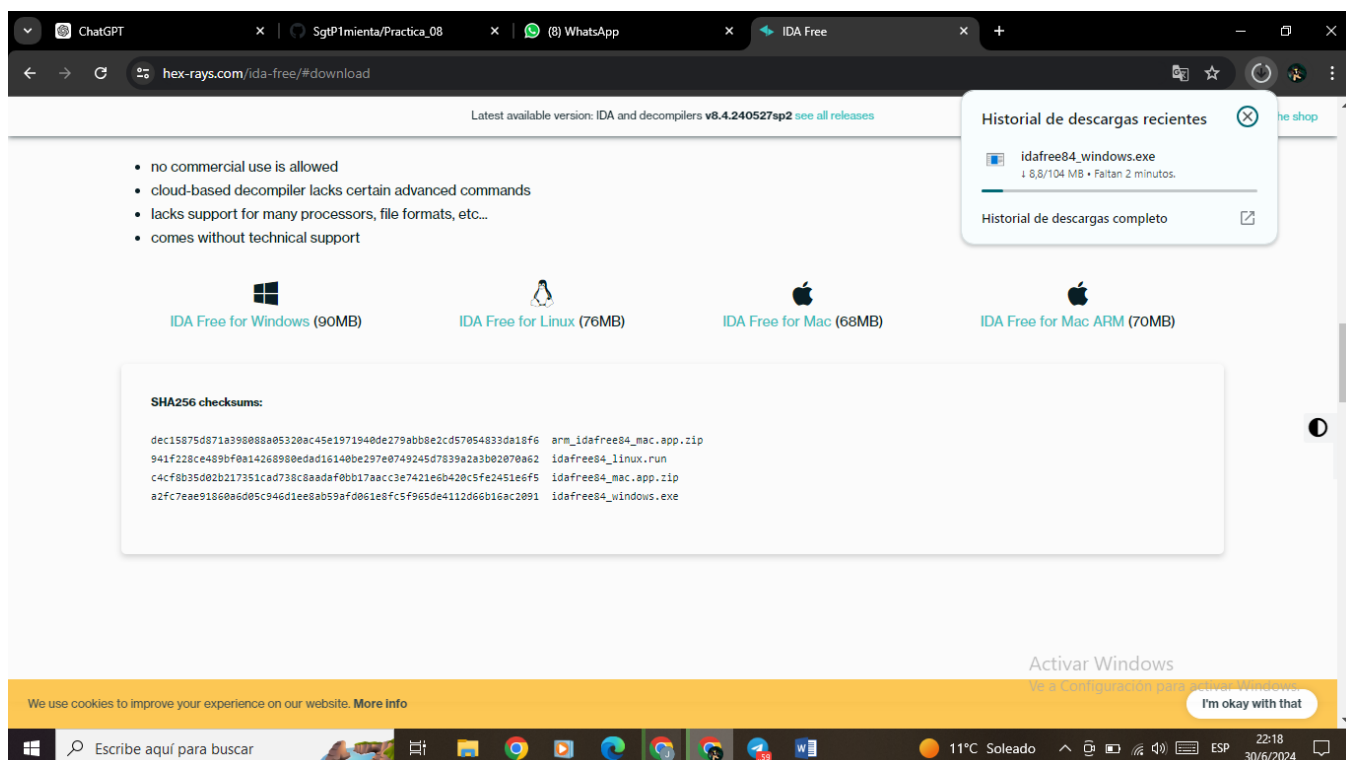 ChatGPT
SgtP1mienta/Practica_08
(8) WhatsApp
IDA Free
hex-rays.com/ida-free/#download
Latest available version: IDA and decompilers v8.4.240527sp2 see all releases
he shop
Historial de descargas recientes
idafree84_windows.exe
↓ 8,8/104 MB • Faltan 2 minutos.
Historial de descargas completo
• no commercial use is allowed
• cloud-based decompiler lacks certain advanced commands
• lacks support for many processors, file formats, etc...
• comes without technical support
IDA Free for Windows (90MB)
IDA Free for Linux (76MB)
IDA Free for Mac (68MB)
IDA Free for Mac ARM (70MB)
SHA256 checksums:
dec15875d871a398088a05320ac45e1971940de279abb8e2cd57054833da18f6 arm_idafree84_mac.app.zip
941f228ce489bf0a14268980edad16140be297e0749245d7839a2a3b02070a62 idafree84_linux.run
c4cf8b35d02b217351cad738c8aadaf0bb17aacc3e7421e6b420c5fe2451e6f5 idafree84_mac.app.zip
a2fc7eae91860a6d05c946d1ee8ab59afd061e8fc5f965de4112d66b16ac2091 idafree84_windows.exe
Activar Windows
Ve a Configuración para activar Windows.
We use cookies to improve your experience on our website. More info
I'm okay with that
Escribe aquí para buscar
59
11°C Soleado
ESP
22:18
30/6/2024